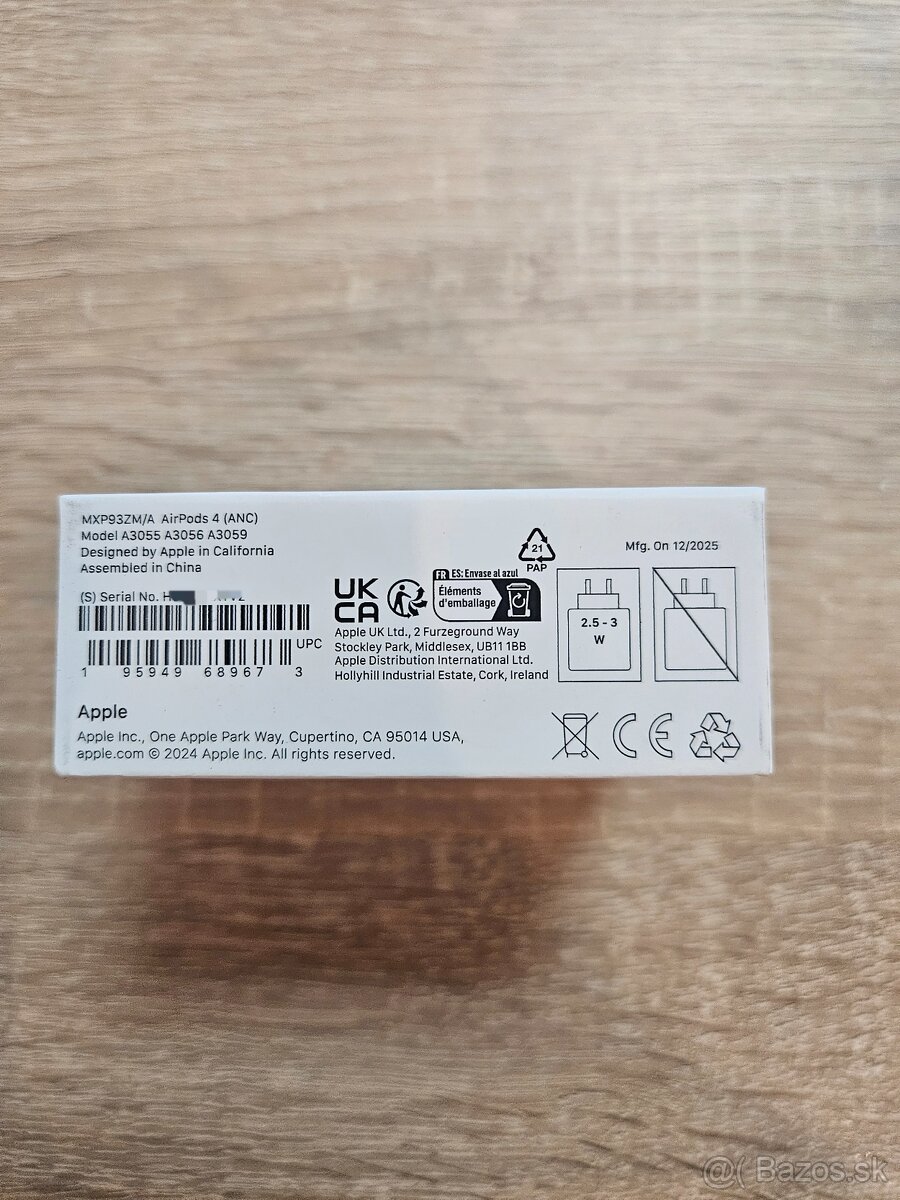 MXP93ZM/A AirPods 4 (ANC)
Model A3055 A3056 A3059
Designed by Apple in California
Assembled in China
(S) Serial No.
UPC
1 95949 68967 3
Apple
Apple Inc., One Apple Park Way, Cupertino, CA 95014 USA,
apple.com © 2024 Apple Inc. All rights reserved.
UK
CA
FR ES: Envase al azul
Éléments
d'emballage
Apple UK Ltd., 2 Furzeground Way
Stockley Park, Middlesex, UB11 1BB
Apple Distribution International Ltd.
Hollyhill Industrial Estate, Cork, Ireland
21
PAP
Mfg. On 12/2025
2.5 - 3
W
CE
@( Bazos.sk